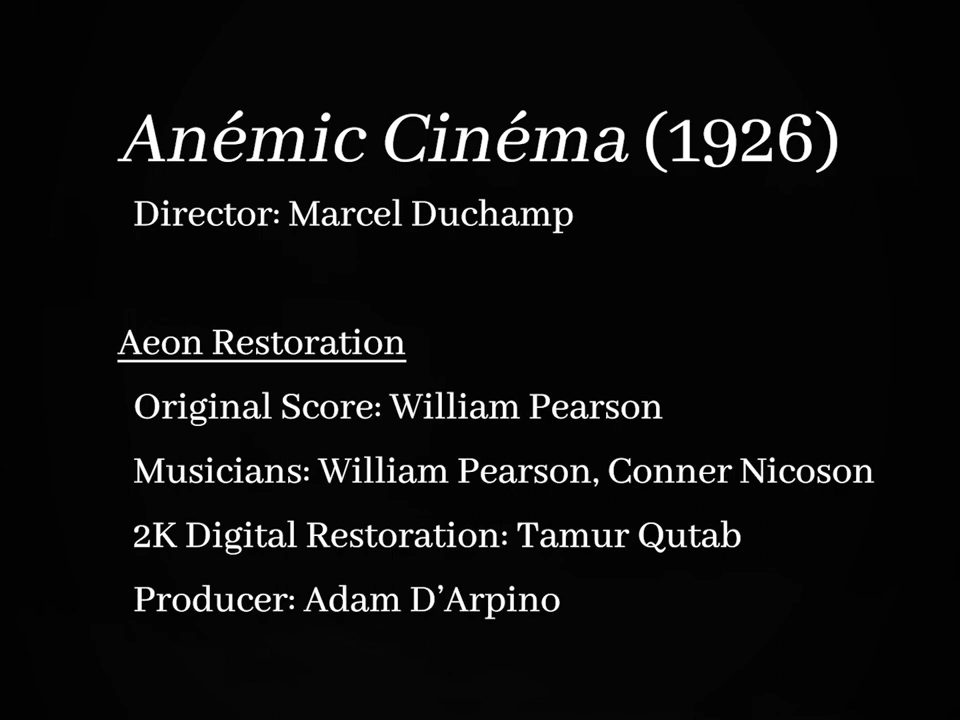 Anémic Cinéma (1926)
Director: Marcel Duchamp
Aeon Restoration
Original Score: William Pearson
Musicians: William Pearson, Conner Nicoson
2K Digital Restoration: Tamur Qutab
Producer: Adam D’Arpino